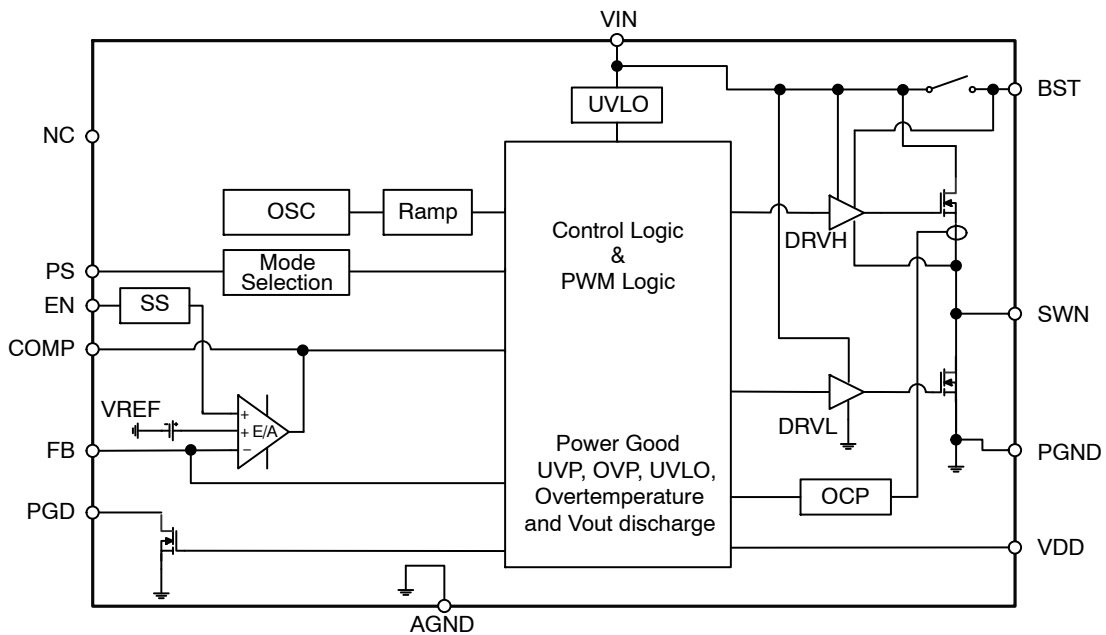 VIN
UVLO
BST
NC
OSC
Ramp
Control Logic
&
PWM Logic
DRVH
PS
Mode
Selection
EN
SS
SWN
COMP
VREF
+
+ E/A
−
DRVL
FB
Power Good
UVP, OVP, UVLO,
Overtemperature
and Vout discharge
PGND
OCP
PGD
VDD
AGND